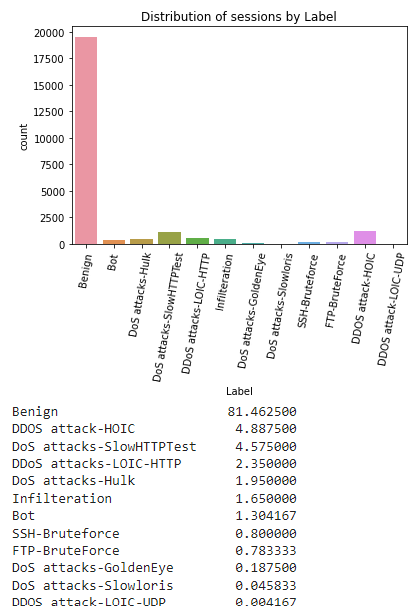 Distribution of sessions by Label
20000
17500
15000
12500
10000
7500
5000
2500
0
count
Benign
Bot
DoS attacks-Hulk
DoS attacks-SlowHTTPTest
DDoS attacks-LOIC-HTTP
Infilteration
DoS attacks-GoldenEye
DoS attacks-Slowloris
SSH-Bruteforce
FTP-BruteForce
DDOS attack-HOIC
DDOS attack-LOIC-UDP
Label
Benign 81.462500
DDOS attack-HOIC 4.887500
DoS attacks-SlowHTTPTest 4.575000
DDoS attacks-LOIC-HTTP 2.350000
DoS attacks-Hulk 1.950000
Infilteration 1.650000
Bot 1.304167
SSH-Bruteforce 0.800000
FTP-BruteForce 0.783333
DoS attacks-GoldenEye 0.187500
DoS attacks-Slowloris 0.045833
DDOS attack-LOIC-UDP 0.004167